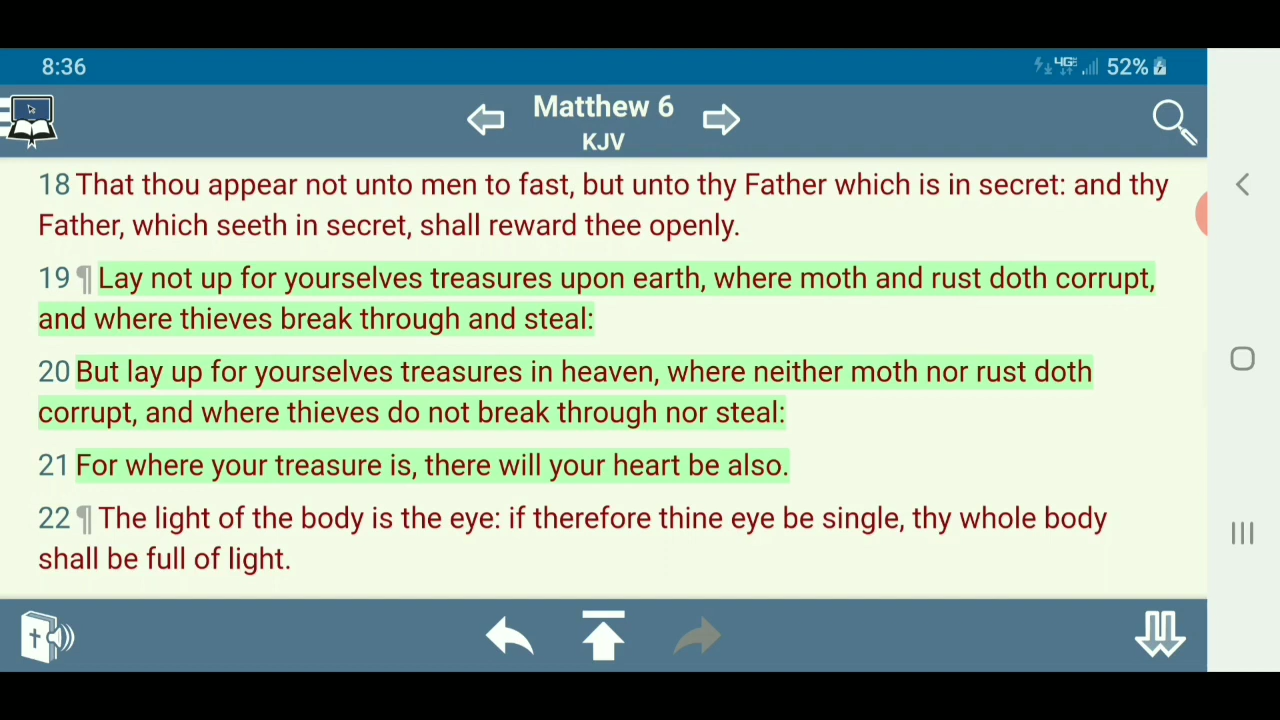 8:36
4G 52%
Matthew 6
KJV
18 That thou appear not unto men to fast, but unto thy Father which is in secret: and thy
Father, which seeth in secret, shall reward thee openly.
19 ¶ Lay not up for yourselves treasures upon earth, where moth and rust doth corrupt,
and where thieves break through and steal:
20 But lay up for yourselves treasures in heaven, where neither moth nor rust doth
corrupt, and where thieves do not break through nor steal:
21 For where your treasure is, there will your heart be also.
22 ¶ The light of the body is the eye: if therefore thine eye be single, thy whole body
shall be full of light.